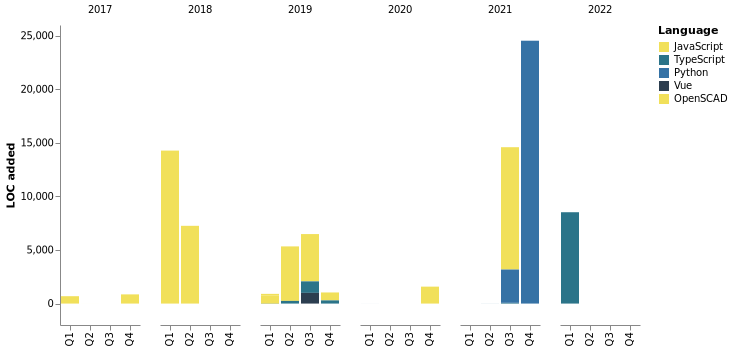 2017 2018 2019 2020 2021 2022
Language
JavaScript
TypeScript
Python
Vue
OpenSCAD
LOC added
25,000
20,000
15,000
10,000
5,000
0
Q1 Q2 Q3 Q4 Q1 Q2 Q3 Q4 Q1 Q2 Q3 Q4 Q1 Q2 Q3 Q4 Q1 Q2 Q3 Q4 Q1 Q2 Q3 Q4